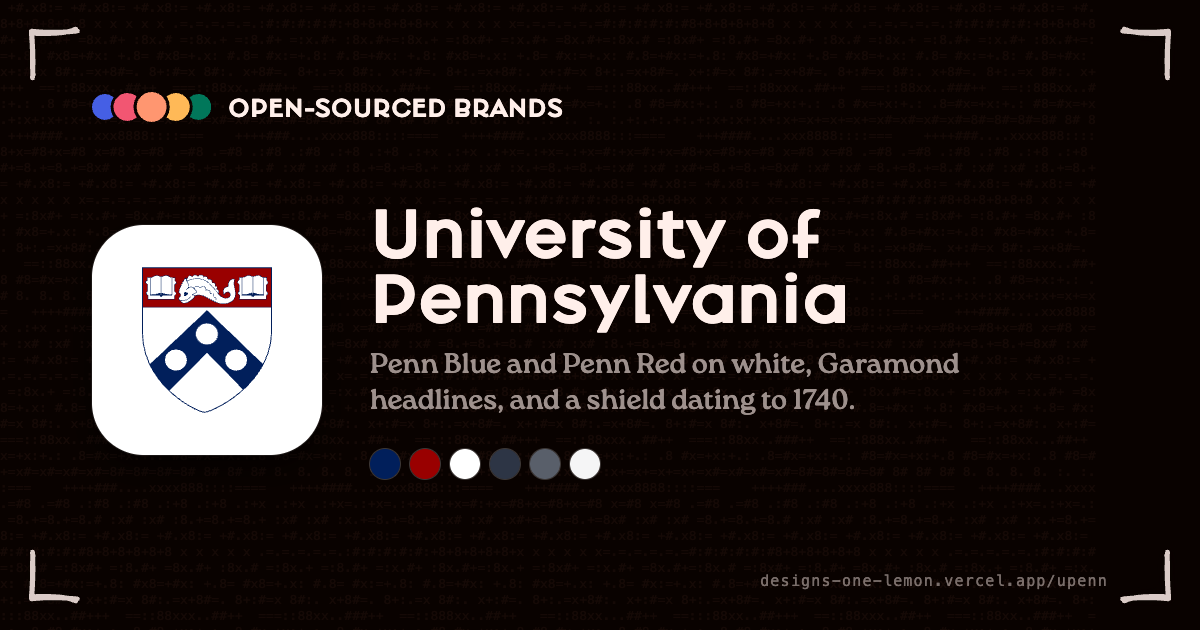 OPEN-SOURCED BRANDS
University of
Pennsylvania
Penn Blue and Penn Red on white, Garamond
headlines, and a shield dating to 1740.
designs-one-lemon.vercel.app/upenn